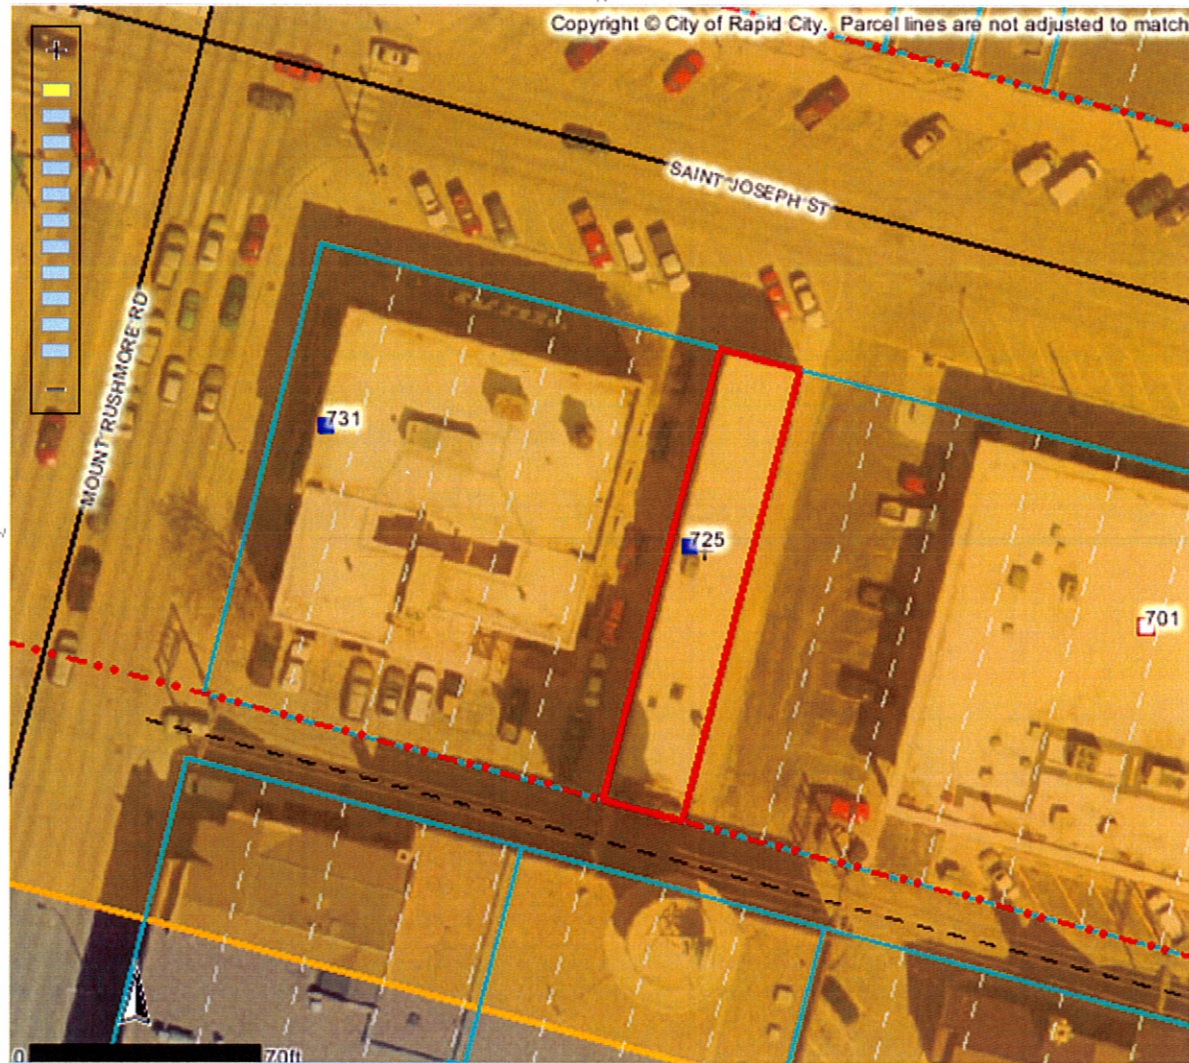 Copyright © City of Rapid City. Parcel lines are not adjusted to match
+
SAINT JOSEPH ST
MOUNT RUSHMORE RD
731
725
701
0 70ft